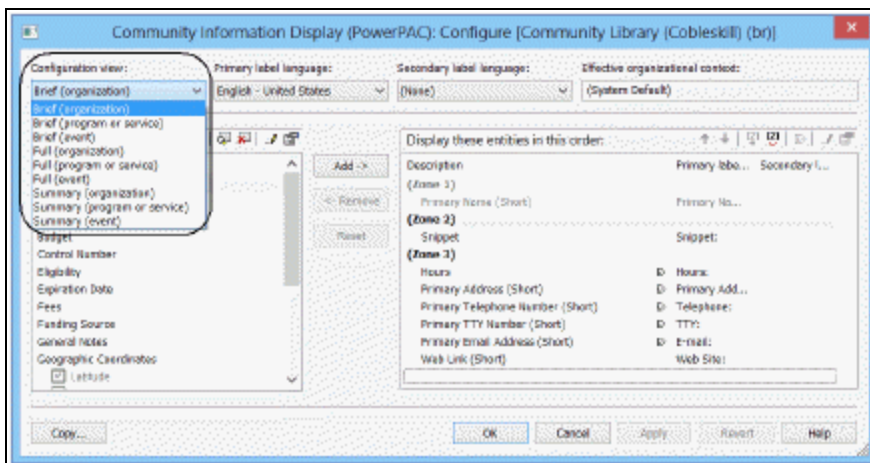 Community Information Display (PowerPAC): Configure [Community Library (Cobleskill) (br)]
Configuration view: Primary label language: Secondary label language: Effective organizational context:
Brief (organization) English - United States (None) (System Default)
Brief (organization)
Brief (program or service)
Brief (event)
Full (organization)
Full (program or service)
Full (event)
Summary (organization)
Summary (program or service)
Summary (event)
Budget
Control Number
Eligibility
Expiration Date
Fees
Funding Source
General Notes
Geographic Coordinates
Latitude
Add ->
<- Remove
Reset
Display these entities in this order:
Description Primary labe... Secondary l...
(Zone 1)
Primary Name (Short) Primary Na...
(Zone 2)
Snippet Snippet:
(Zone 3)
Hours D Hours:
Primary Address (Short) D Primary Add...
Primary Telephone Number (Short) D Telephone:
Primary TTY Number (Short) D TTY:
Primary Email Address (Short) D E-mail:
Web Link (Short) Web Site:
Copy... OK Cancel Apply Revert Help